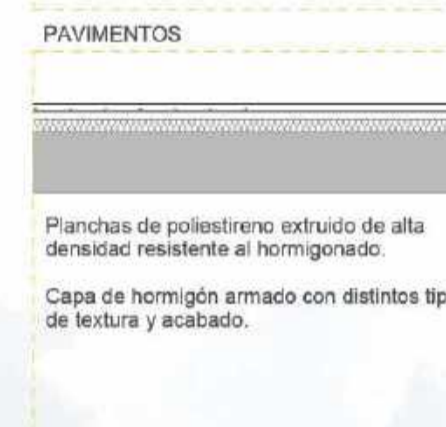 PAVIMENTOS
Planchas de poliestireno extruido de alta
densidad resistente al hormigonado.
Capa de hormigón armado con distintos tip
de textura y acabado.